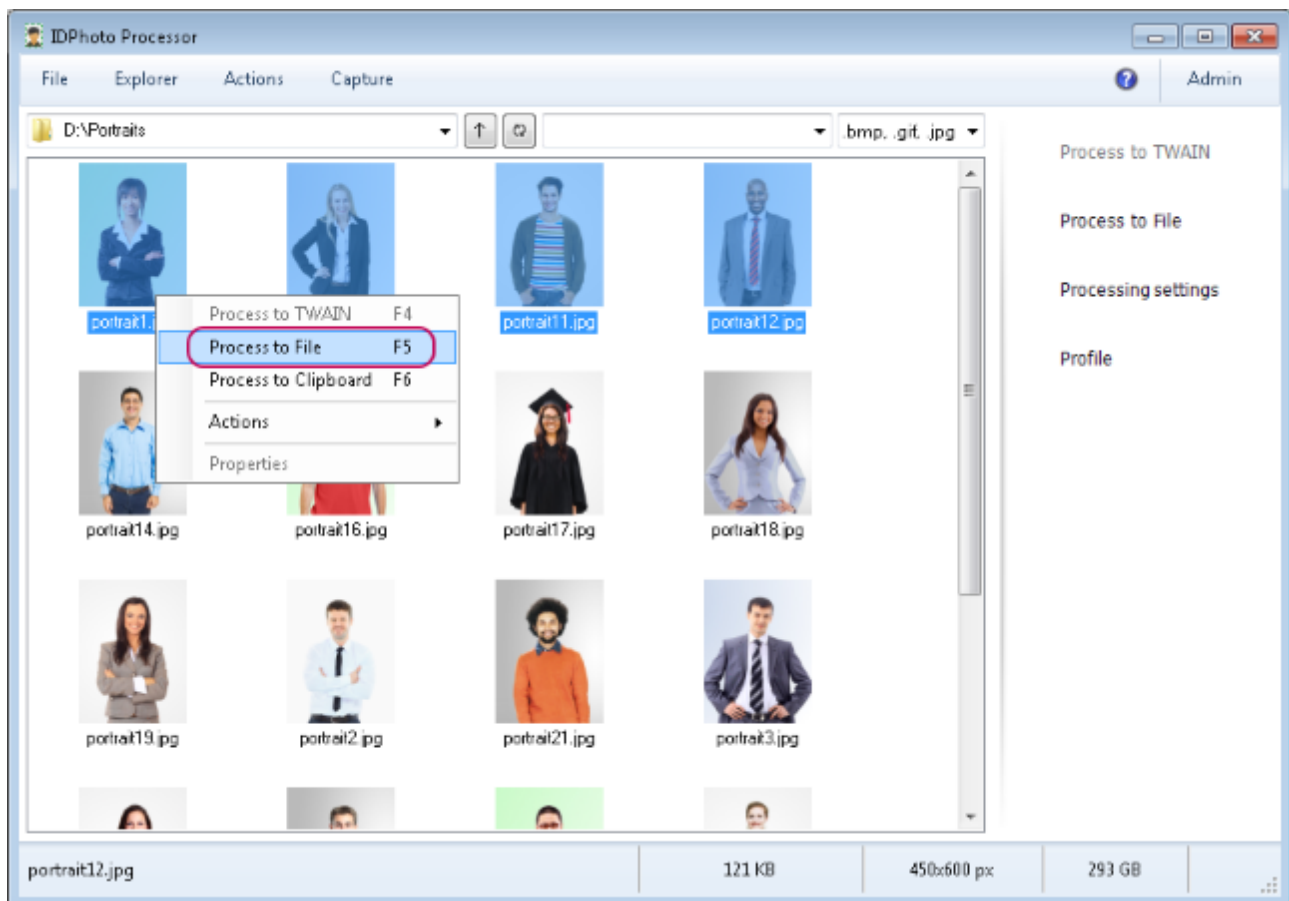 IDPhoto Processor
File Explorer Actions Capture Admin
D:\Portraits .bmp, .gif, .jpg
Process to TWAIN
Process to File
Processing settings
Profile
portrait1.j portrait11.jpg portrait12.jpg
Process to TWAIN F4
Process to File F5
Process to Clipboard F6
Actions
Properties
portrait14.jpg portrait16.jpg portrait17.jpg portrait18.jpg
portrait19.jpg portrait2.jpg portrait21.jpg portrait3.jpg
portrait12.jpg 121 KB 450x600 px 293 GB